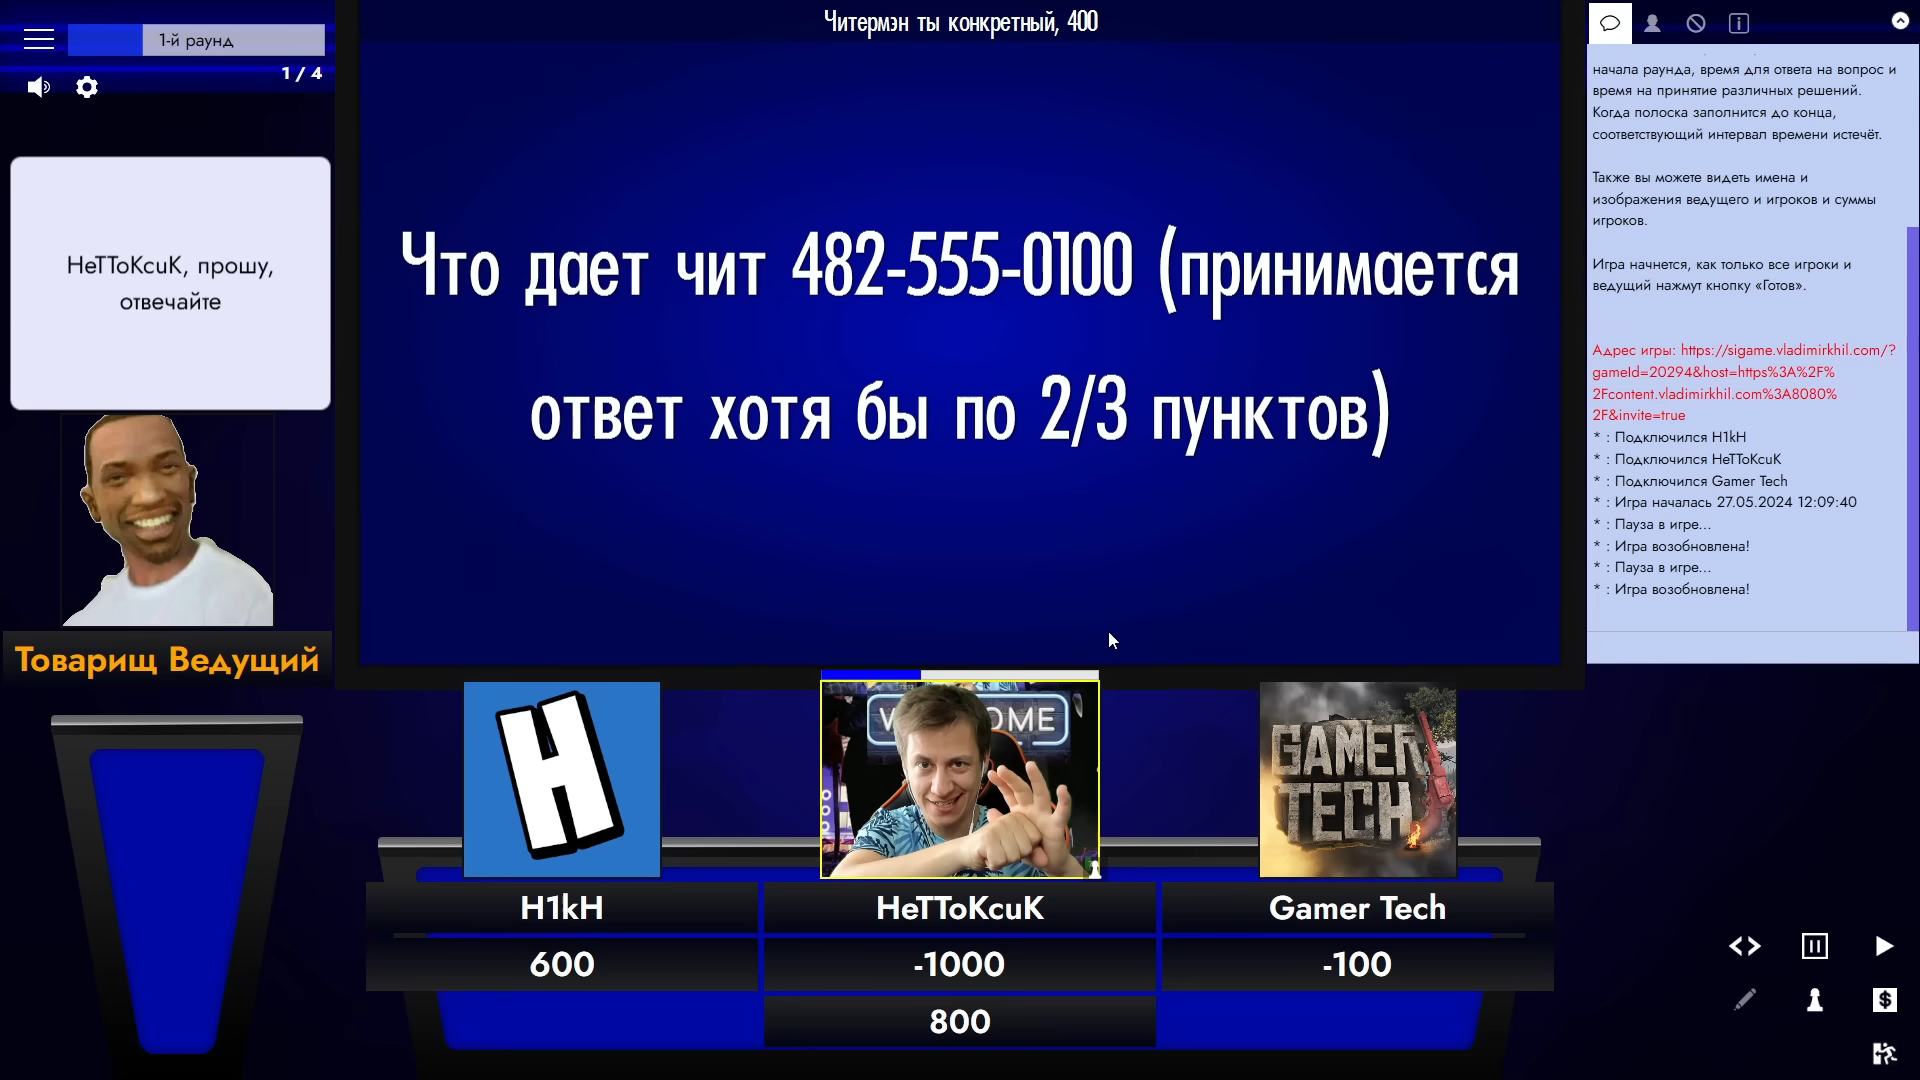 1-й раунд
1 / 4
Читермэн ты конкретный, 400
НеТТоКсиК, прошу,
отвечайте
Товарищ Ведущий
Что дает чит 482-555-0100 (принимается
ответ хотя бы по 2/3 пунктов)
начала раунда, время для ответа на вопрос и
время на принятие различных решений.
Когда полоска заполнится до конца,
соответствующий интервал времени истечёт.
Также вы можете видеть имена и
изображения ведущего и игроков и суммы
игроков.
Игра начнется, как только все игроки и
ведущий нажмут кнопку «Готов».
Адрес игры: https://sigame.vladimirkhil.com/?
gameId=20294&host=https%3A%2F%
2Fcontent.vladimirkhil.com%3A8080%
2F&invite=true
* : Подключился H1kH
* : Подключился HeTToKcuK
* : Подключился Gamer Tech
* : Игра началась 27.05.2024 12:09:40
* : Пауза в игре...
* : Игра возобновлена!
* : Пауза в игре...
* : Игра возобновлена!
H
GAMER
TECH
H1kH
HeTToKcuK
Gamer Tech
600
-1000
-100
800